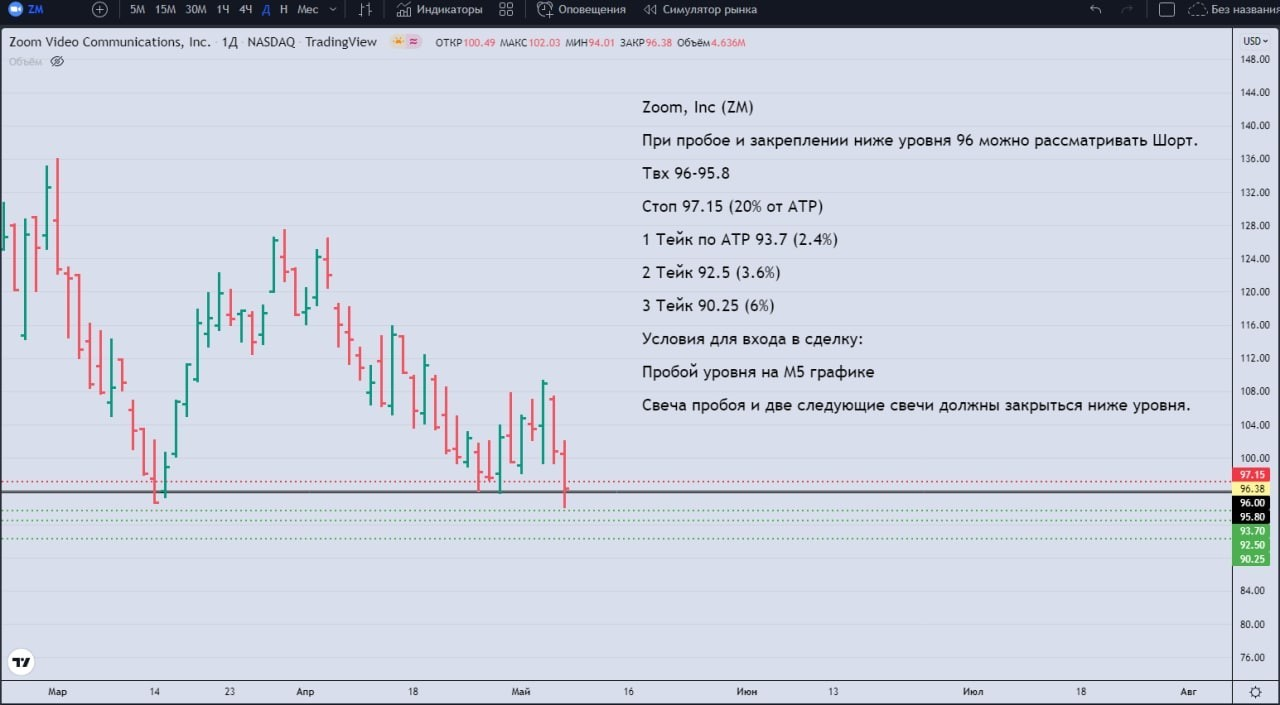 ZM
5М 15М 30М 1Ч 4Ч Д Н Мес
Индикаторы
Оповещения
Симулятор рынка
Без названия
Zoom Video Communications, Inc. · 1Д · NASDAQ · TradingView
ОТКР100.49 МАКС102.03 МИН94.01 ЗАКР96.38 Объём4.636M
Объём
USD
Zoom, Inc (ZM)
При пробое и закреплении ниже уровня 96 можно рассматривать Шорт.
Твх 96-95.8
Стоп 97.15 (20% от АТР)
1 Тейк по АТР 93.7 (2.4%)
2 Тейк 92.5 (3.6%)
3 Тейк 90.25 (6%)
Условия для входа в сделку:
Пробой уровня на М5 графике
Свеча пробоя и две следующие свечи должны закрыться ниже уровня.
148.00
144.00
140.00
136.00
132.00
128.00
124.00
120.00
116.00
112.00
108.00
104.00
100.00
97.15
96.38
96.00
95.80
93.70
92.50
90.25
84.00
80.00
76.00
Мар 14 23 Апр 18 Май 16 Июн 13 Июл 18 Авг